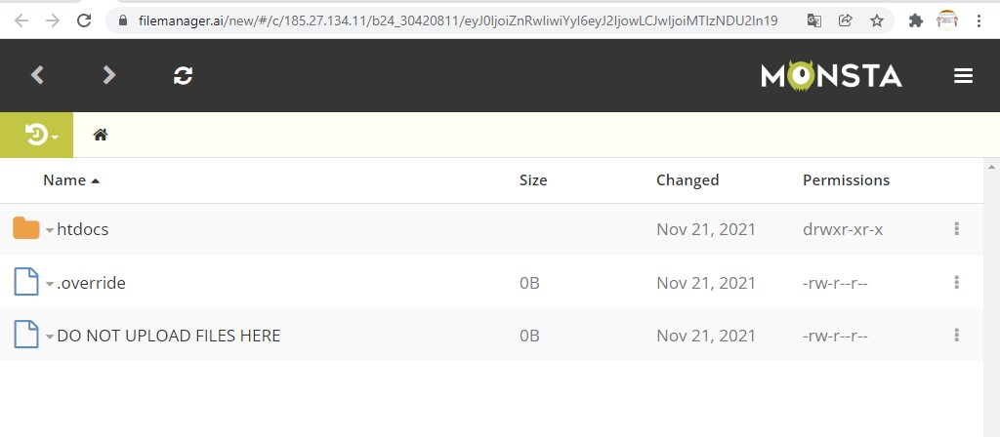 filemanager.ai/new/#/c/185.27.134.11/b24_30420811/eyJ0IjoiZnRwIiwiYyI6eyJ2IjowLCJwIjoiMTIzNDU2In19
MONSTA
Name Size Changed Permissions
htdocs Nov 21, 2021 drwxr-xr-x
.override 0B Nov 21, 2021 -rw-r--r--
DO NOT UPLOAD FILES HERE 0B Nov 21, 2021 -rw-r--r--